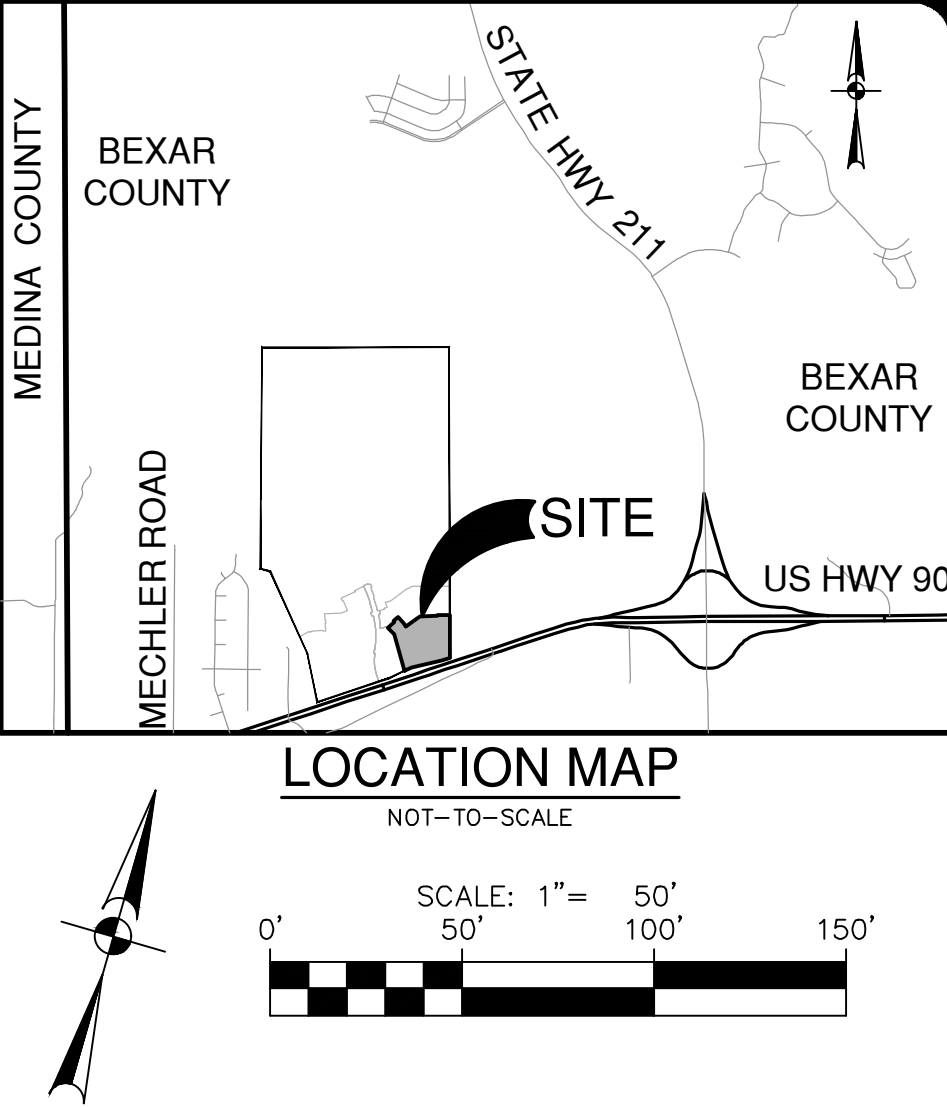 STATE HWY 211
MEDINA COUNTY
BEXAR
COUNTY
BEXAR
COUNTY
MECHLER ROAD
SITE
US HWY 90
LOCATION MAP
NOT-TO-SCALE
SCALE: 1"= 50'
0' 50' 100' 150'